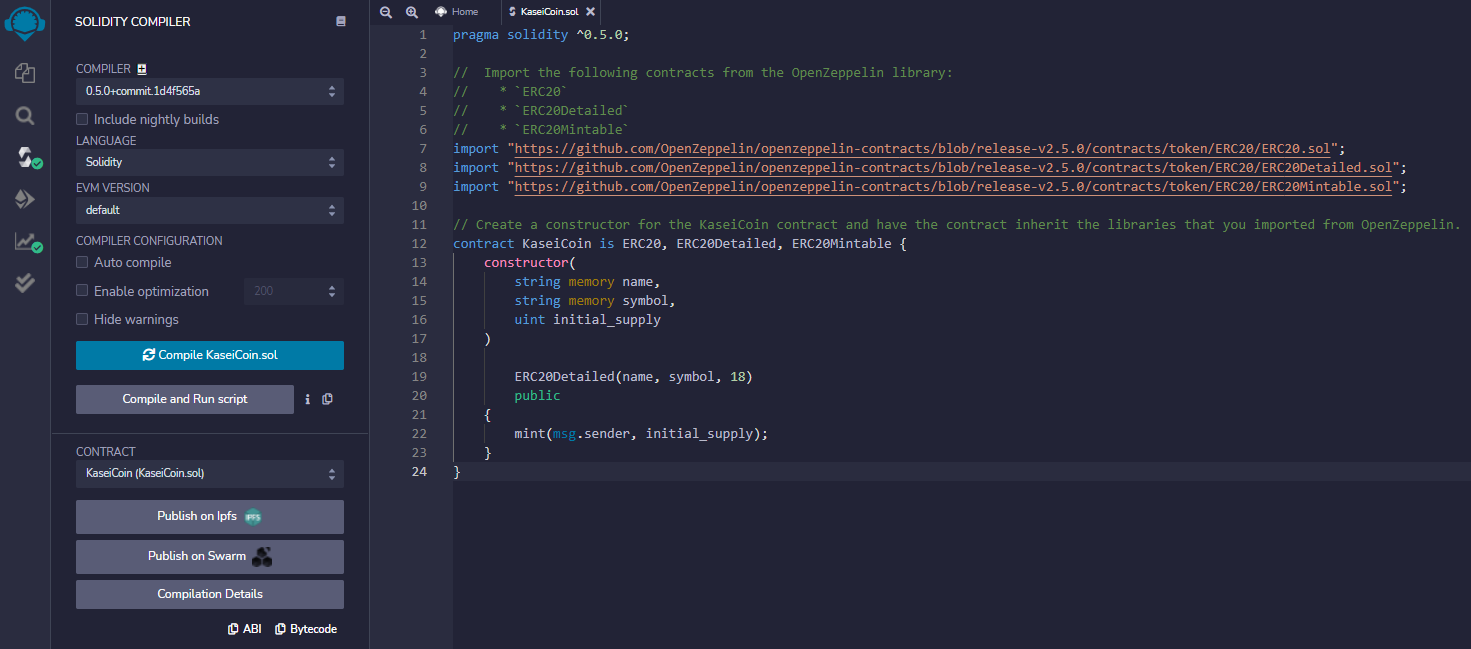 SOLIDITY COMPILER
COMPILER
0.5.0+commit.1d4f565a
Include nightly builds
LANGUAGE
Solidity
EVM VERSION
default
COMPILER CONFIGURATION
Auto compile
Enable optimization
200
Hide warnings
Compile KaseiCoin.sol
Compile and Run script
CONTRACT
KaseiCoin (KaseiCoin.sol)
Publish on Ipfs
IPFS
Publish on Swarm
Compilation Details
ABI Bytecode
Home KaseiCoin.sol
1 pragma solidity ^0.5.0;
2
3 //  Import the following contracts from the OpenZeppelin library:
4 //    * `ERC20`
5 //    * `ERC20Detailed`
6 //    * `ERC20Mintable`
7 import "https://github.com/OpenZeppelin/openzeppelin-contracts/blob/release-v2.5.0/contracts/token/ERC20/ERC20.sol";
8 import "https://github.com/OpenZeppelin/openzeppelin-contracts/blob/release-v2.5.0/contracts/token/ERC20/ERC20Detailed.sol";
9 import "https://github.com/OpenZeppelin/openzeppelin-contracts/blob/release-v2.5.0/contracts/token/ERC20/ERC20Mintable.sol";
10
11 // Create a constructor for the KaseiCoin contract and have the contract inherit the libraries that you imported from OpenZeppelin.
12 contract KaseiCoin is ERC20, ERC20Detailed, ERC20Mintable {
13     constructor(
14         string memory name,
15         string memory symbol,
16         uint initial_supply
17     )
18
19         ERC20Detailed(name, symbol, 18)
20         public
21     {
22         mint(msg.sender, initial_supply);
23     }
24 }